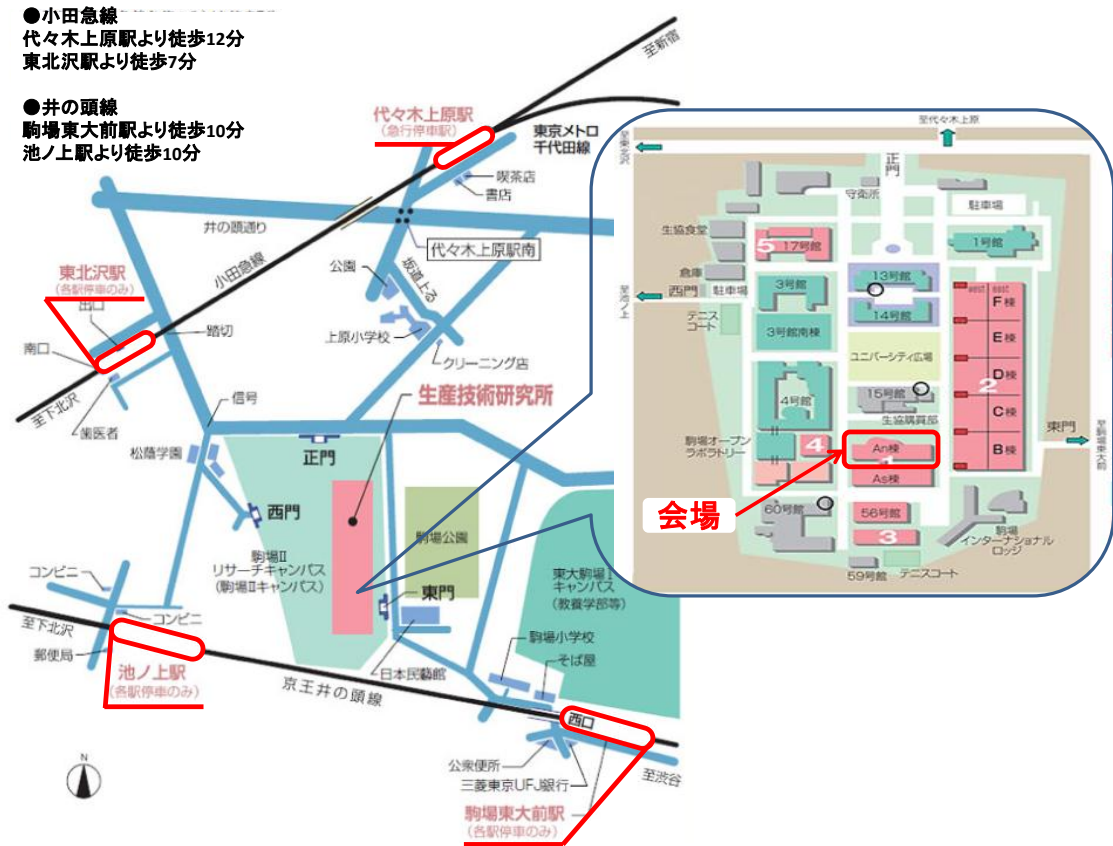 ●小田急線
代々木上原駅より徒歩12分
東北沢駅より徒歩7分
●井の頭線
駒場東大前駅より徒歩10分
池ノ上駅より徒歩10分
至新宿
代々木上原駅
(急行停車駅)
東京メトロ
千代田線
喫茶店
書店
井の頭通り
代々木上原駅南
小田急線
公園
坂道上る
東北沢駅
(各駅停車のみ)
出口
踏切
南口
上原小学校
クリーニング店
至下北沢
歯医者
信号
生産技術研究所
松蔭学園
正門
西門
駒場公園
駒場Ⅱ
リサーチキャンパス
(駒場Ⅱキャンパス)
東大駒場Ⅰ
キャンパス
(教養学部等)
東門
コンビニ
コンビニ
至下北沢
郵便局
池ノ上駅
(各駅停車のみ)
日本民藝館
駒場小学校
そば屋
京王井の頭線
西口
公衆便所
三菱東京UFJ銀行
至渋谷
駒場東大前駅
(各駅停車のみ)
N
至代々木上原
至東北沢
正門
守衛所
駐車場
生協食堂
5
17号館
1号館
倉庫
西門
駐車場
至池ノ上
3号館
13号館
14号館
テニス
コート
3号館南棟
ユニバーシティ広場
east
east
F棟
E棟
D棟
2
C棟
B棟
4号館
15号館
生協購買部
東門
至駒場東大前
駒場オープン
ラボラトリー
4
An棟
1
As棟
会場
60号館
56号館
3
59号館
テニスコート
駒場
インターナショナル
ロッジ